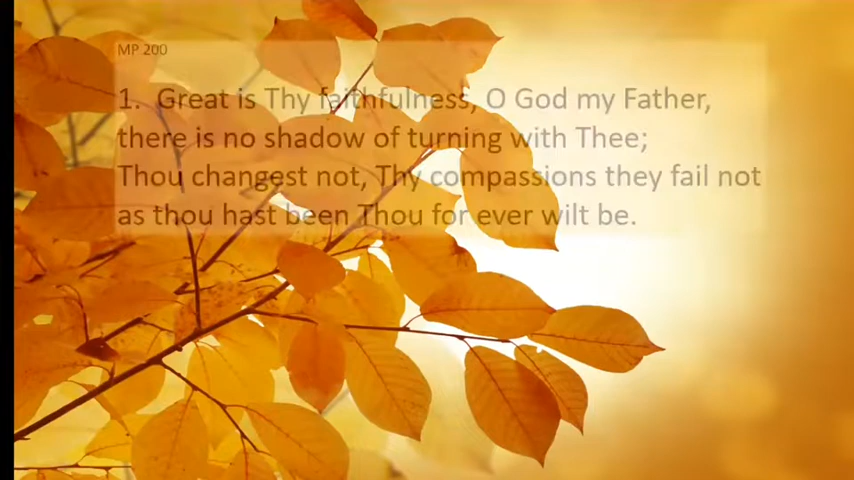 MP 200
1. Great is Thy faithfulness, O God my Father,
there is no shadow of turning with Thee;
Thou changest not, Thy compassions they fail not
as thou hast been Thou for ever wilt be.